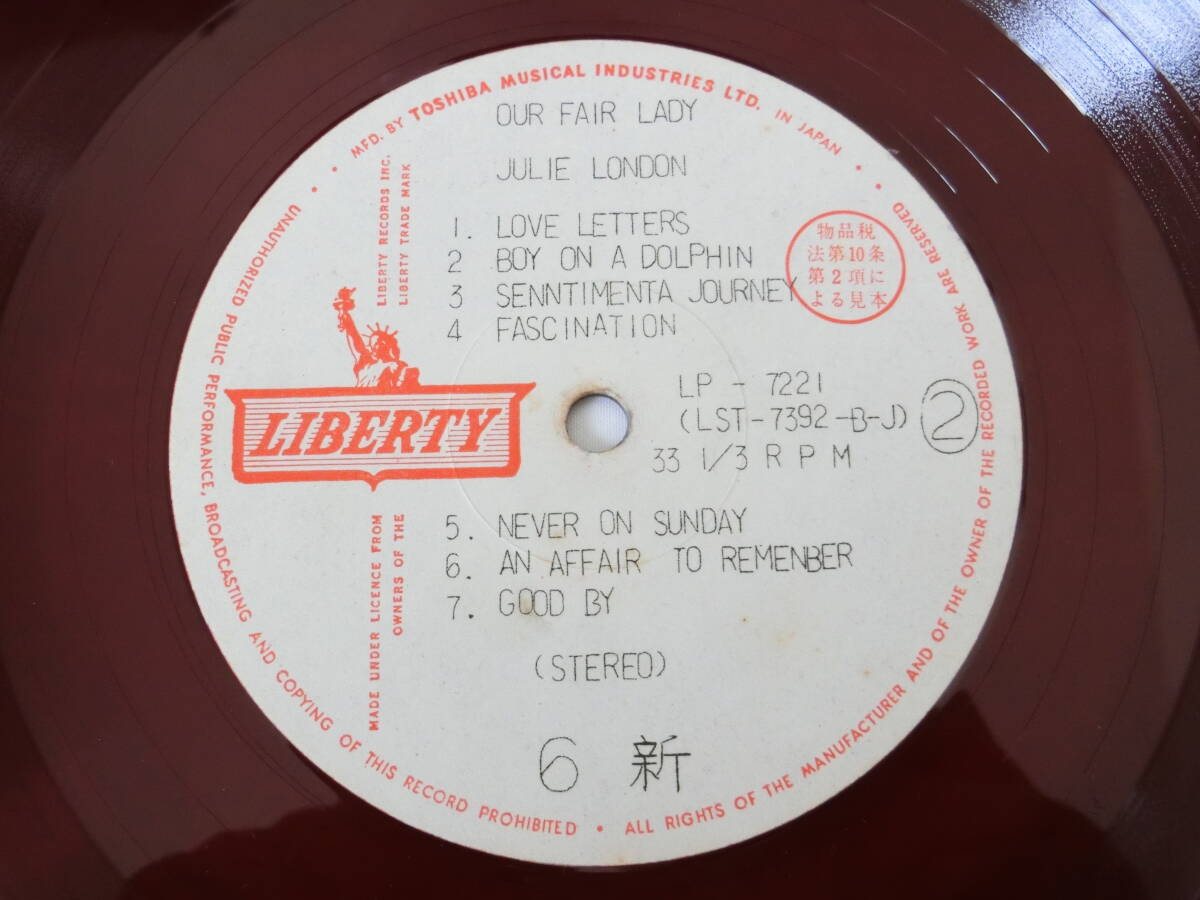 MFD. BY TOSHIBA MUSICAL INDUSTRIES LTD. IN JAPAN
OUR FAIR LADY
JULIE LONDON
LIBERTY RECORDS INC.
LIBERTY TRADE MARK
1. LOVE LETTERS
2 BOY ON A DOLPHIN
3 SENNTIMENTA JOURNEY
4 FASCINATION
物品税
法第10条
第2項に
よる見本
LIBERTY
LP - 7221
(LST-7392-B-J) 2
33 1/3 R P M
5. NEVER ON SUNDAY
6. AN AFFAIR TO REMENBER
7. GOOD BY
MADE UNDER LICENCE FROM
OWNERS OF THE
(STEREO)
6 新
UNAUTHORIZED PUBLIC PERFORMANCE, BROADCASTING AND COPYING OF THIS RECORD PROHIBITED • ALL RIGHTS OF THE MANUFACTURER AND OF THE OWNER OF THE RECORDED WORK ARE RESERVED